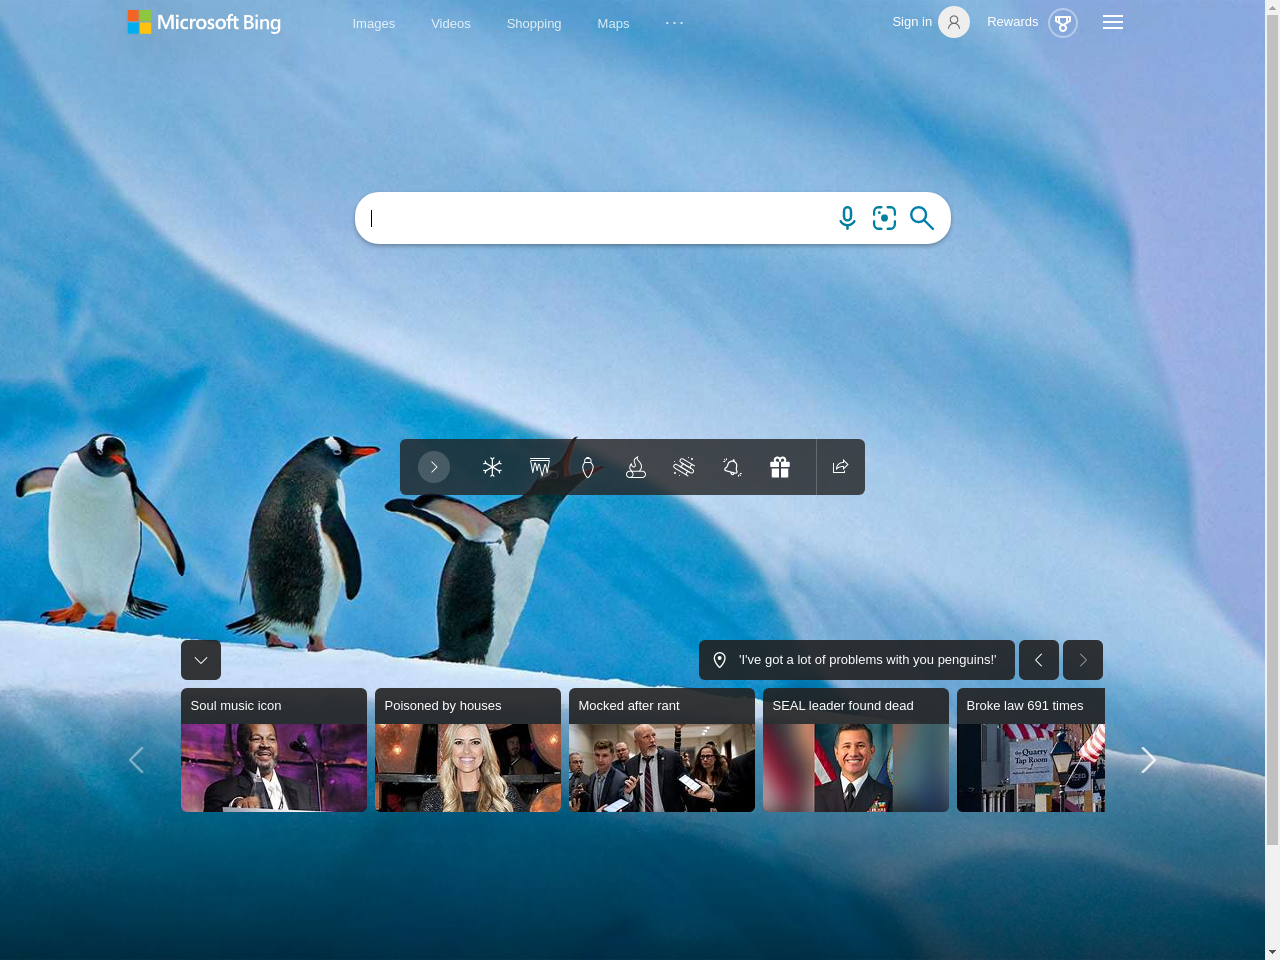 Microsoft Bing
Images
Videos
Shopping
Maps
Sign in
Rewards
'I've got a lot of problems with you penguins!'
Soul music icon
Poisoned by houses
Mocked after rant
SEAL leader found dead
Broke law 691 times
the Quarry
Tap Room